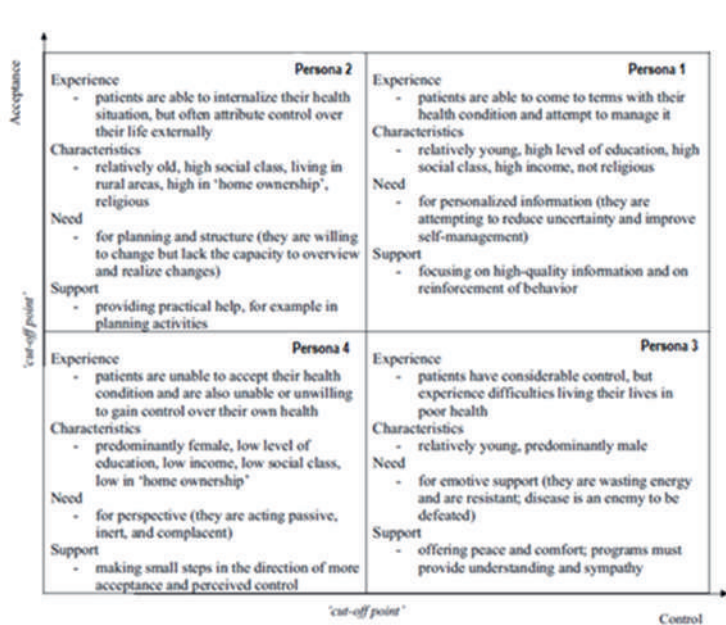 Acceptance
'cut-off point'
Persona 2
Experience
- patients are able to internalize their health
situation, but often attribute control over
their life externally
Characteristics
- relatively old, high social class, living in
rural areas, high in 'home ownership',
religious
Need
- for planning and structure (they are willing
to change but lack the capacity to overview
and realize changes)
Support
- providing practical help, for example in
planning activities
Persona 1
Experience
- patients are able to come to terms with their
health condition and attempt to manage it
Characteristics
- relatively young, high level of education, high
social class, high income, not religious
Need
- for personalized information (they are
attempting to reduce uncertainty and improve
self-management)
Support
- focusing on high-quality information and on
reinforcement of behavior
Persona 4
Experience
- patients are unable to accept their health
condition and are also unable or unwilling
to gain control over their own health
Characteristics
- predominantly female, low level of
education, low income, low social class,
low in 'home ownership'
Need
- for perspective (they are acting passive,
inert, and complacent)
Support
- making small steps in the direction of more
acceptance and perceived control
Persona 3
Experience
- patients have considerable control, but
experience difficulties living their lives in
poor health
Characteristics
- relatively young, predominantly male
Need
- for emotive support (they are wasting energy
and are resistant; disease is an enemy to be
defeated)
Support
- offering peace and comfort; programs must
provide understanding and sympathy
'cut-off point'
Control